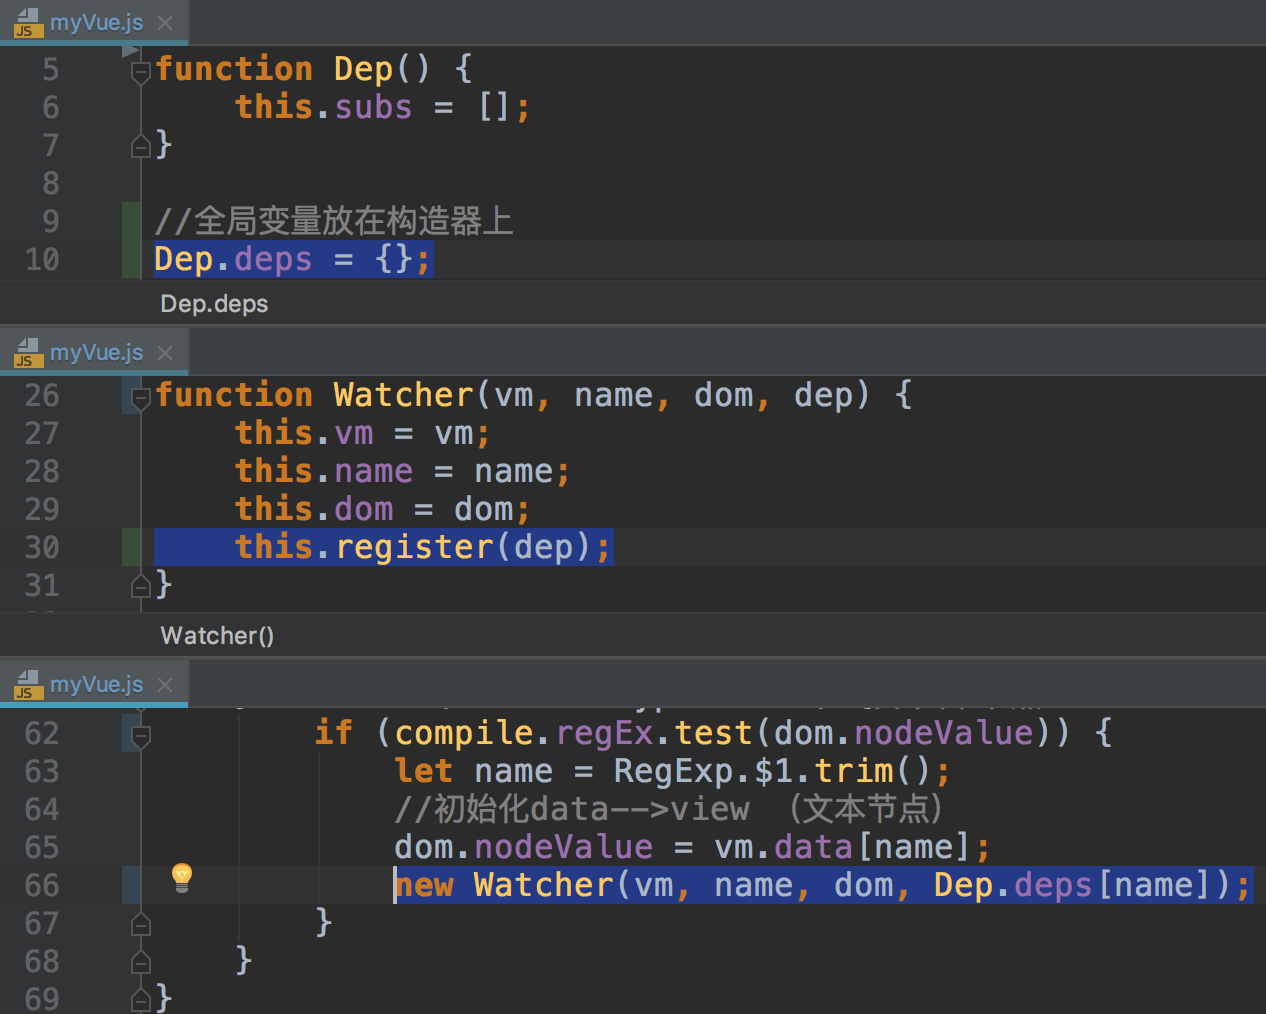 myVue.js
5 function Dep() {
6 this.subs = [];
7 }
8
9 //全局变量放在构造器上
10 Dep.deps = {};
Dep.deps
myVue.js
26 function Watcher(vm, name, dom, dep) {
27 this.vm = vm;
28 this.name = name;
29 this.dom = dom;
30 this.register(dep);
31 }
Watcher()
myVue.js
62 if (compile.regEx.test(dom.nodeValue)) {
63 let name = RegExp.$1.trim();
64 //初始化data-->view （文本节点）
65 dom.nodeValue = vm.data[name];
66 new Watcher(vm, name, dom, Dep.deps[name]);
67 }
68 }
69 }